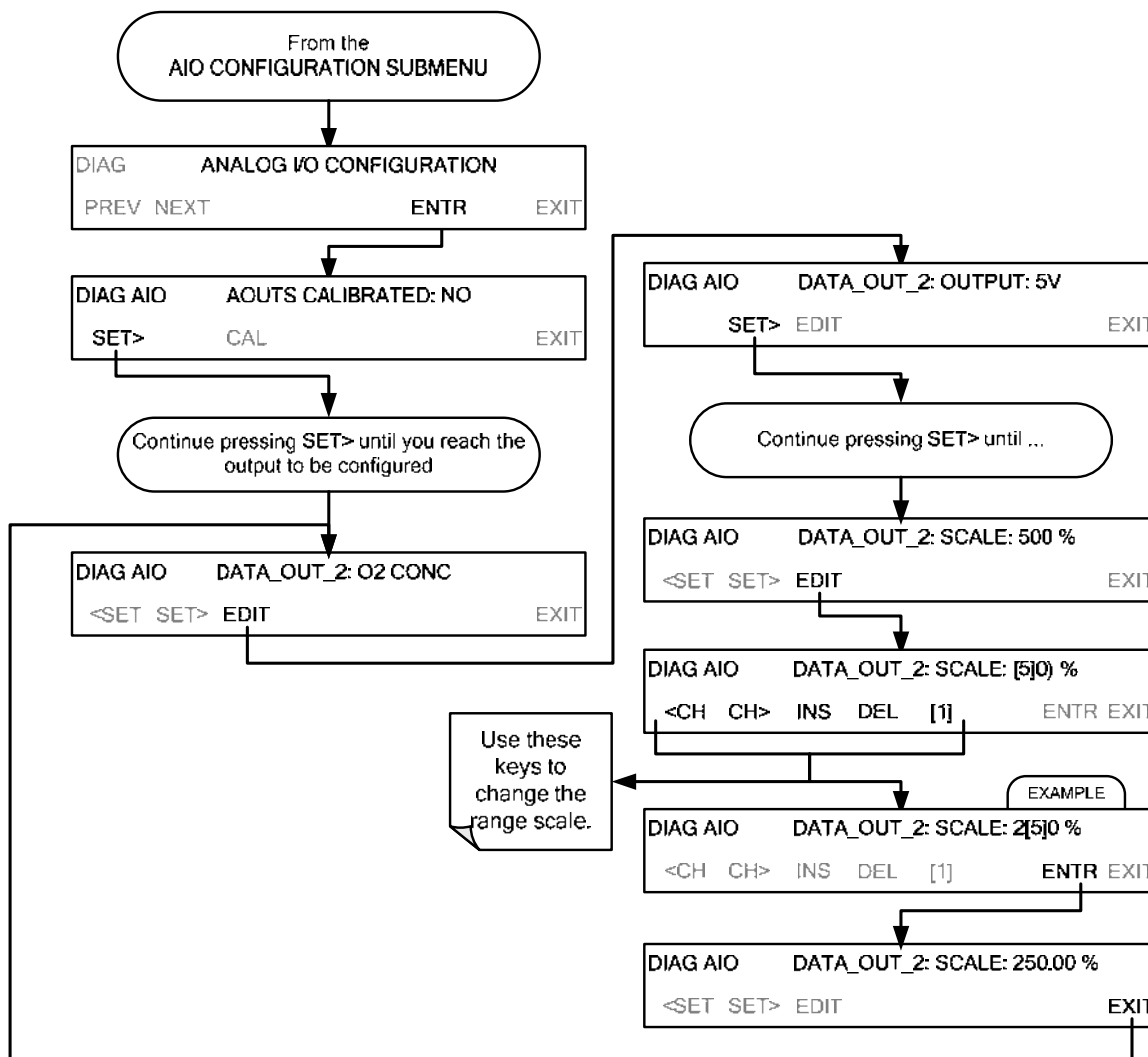 From the
AIO CONFIGURATION SUBMENU
DIAG ANALOG I/O CONFIGURATION
PREV NEXT ENTR EXIT
DIAG AIO AOUTS CALIBRATED: NO
SET> CAL EXIT
Continue pressing SET> until you reach the
output to be configured
DIAG AIO DATA_OUT_2: O2 CONC
<SET SET> EDIT EXIT
DIAG AIO DATA_OUT_2: OUTPUT: 5V
SET> EDIT EXIT
Continue pressing SET> until ...
DIAG AIO DATA_OUT_2: SCALE: 500 %
<SET SET> EDIT EXIT
DIAG AIO DATA_OUT_2: SCALE: [5]0) %
<CH CH> INS DEL [1] ENTR EXIT
Use these
keys to
change the
range scale.
EXAMPLE
DIAG AIO DATA_OUT_2: SCALE: 2[5]0 %
<CH CH> INS DEL [1] ENTR EXIT
DIAG AIO DATA_OUT_2: SCALE: 250.00 %
<SET SET> EDIT EXIT